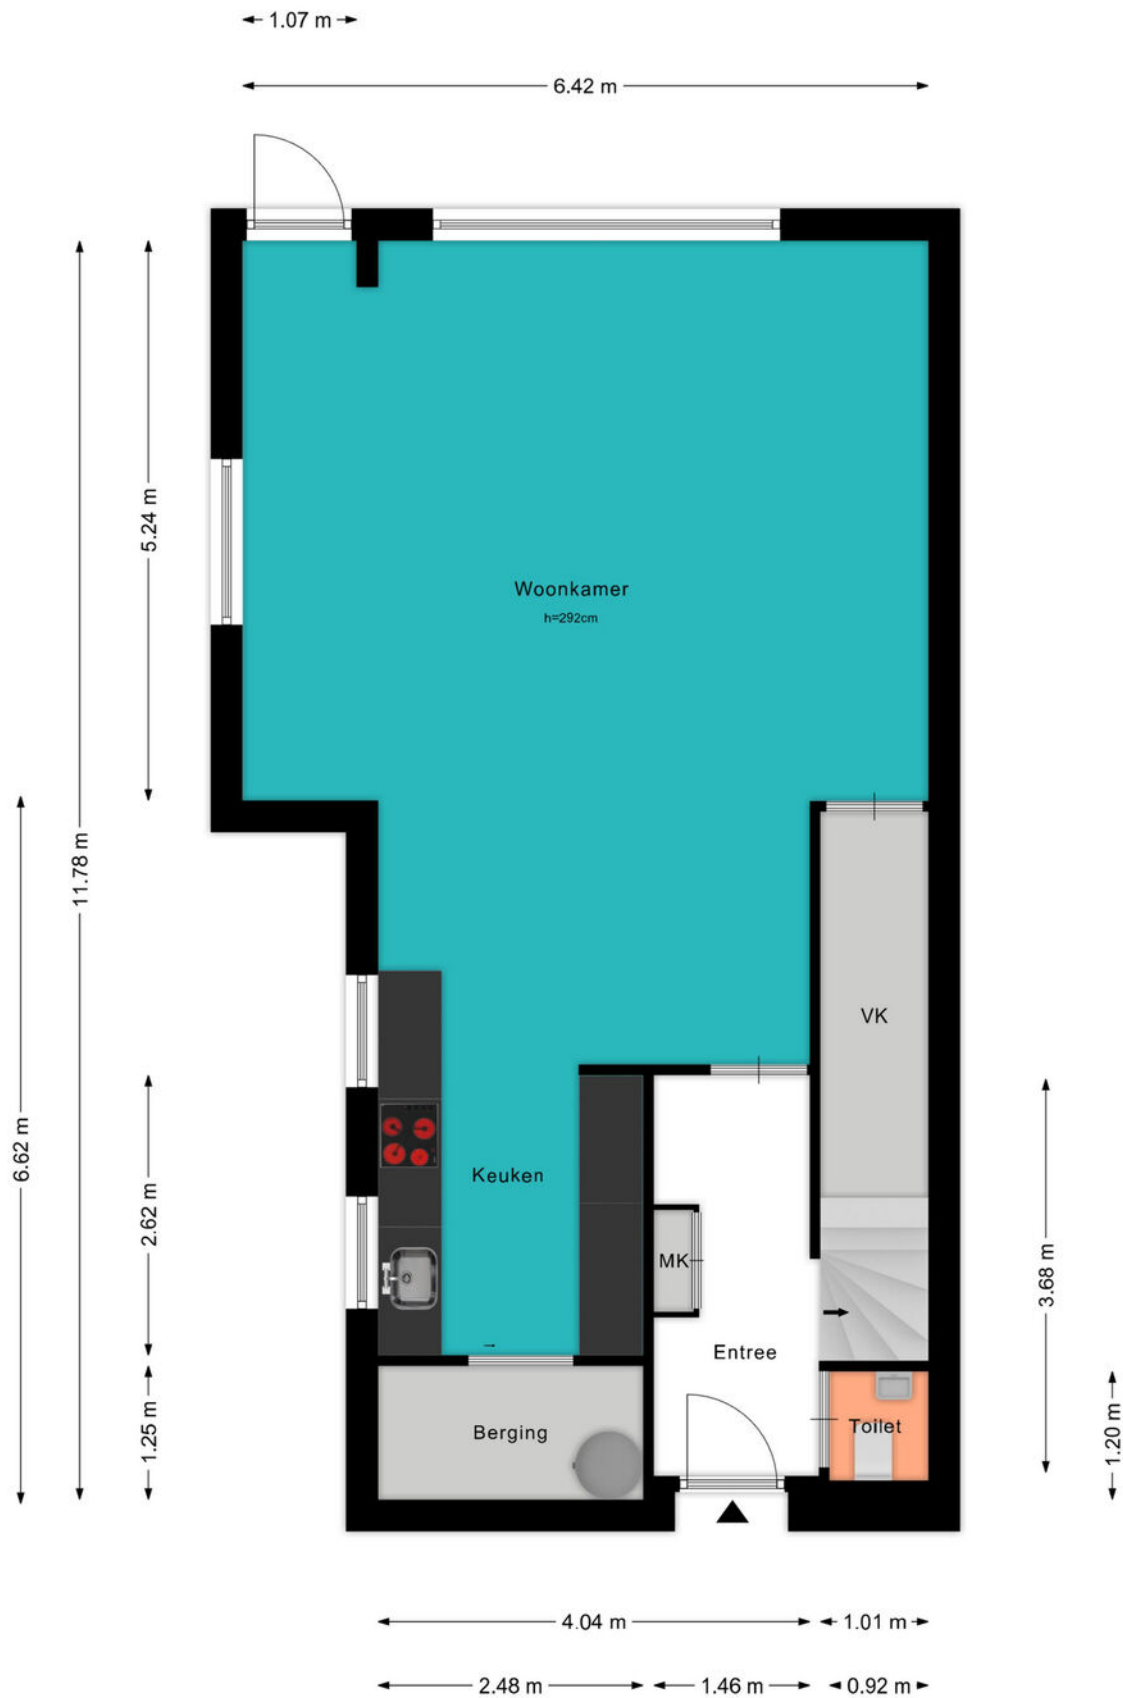 1.07 m
6.42 m
5.24 m
11.78 m
Woonkamer
h=292cm
VK
6.62 m
2.62 m
Keuken
MK
3.68 m
Entree
1.25 m
Berging
Toilet
1.20 m
4.04 m
1.01 m
2.48 m
1.46 m
0.92 m